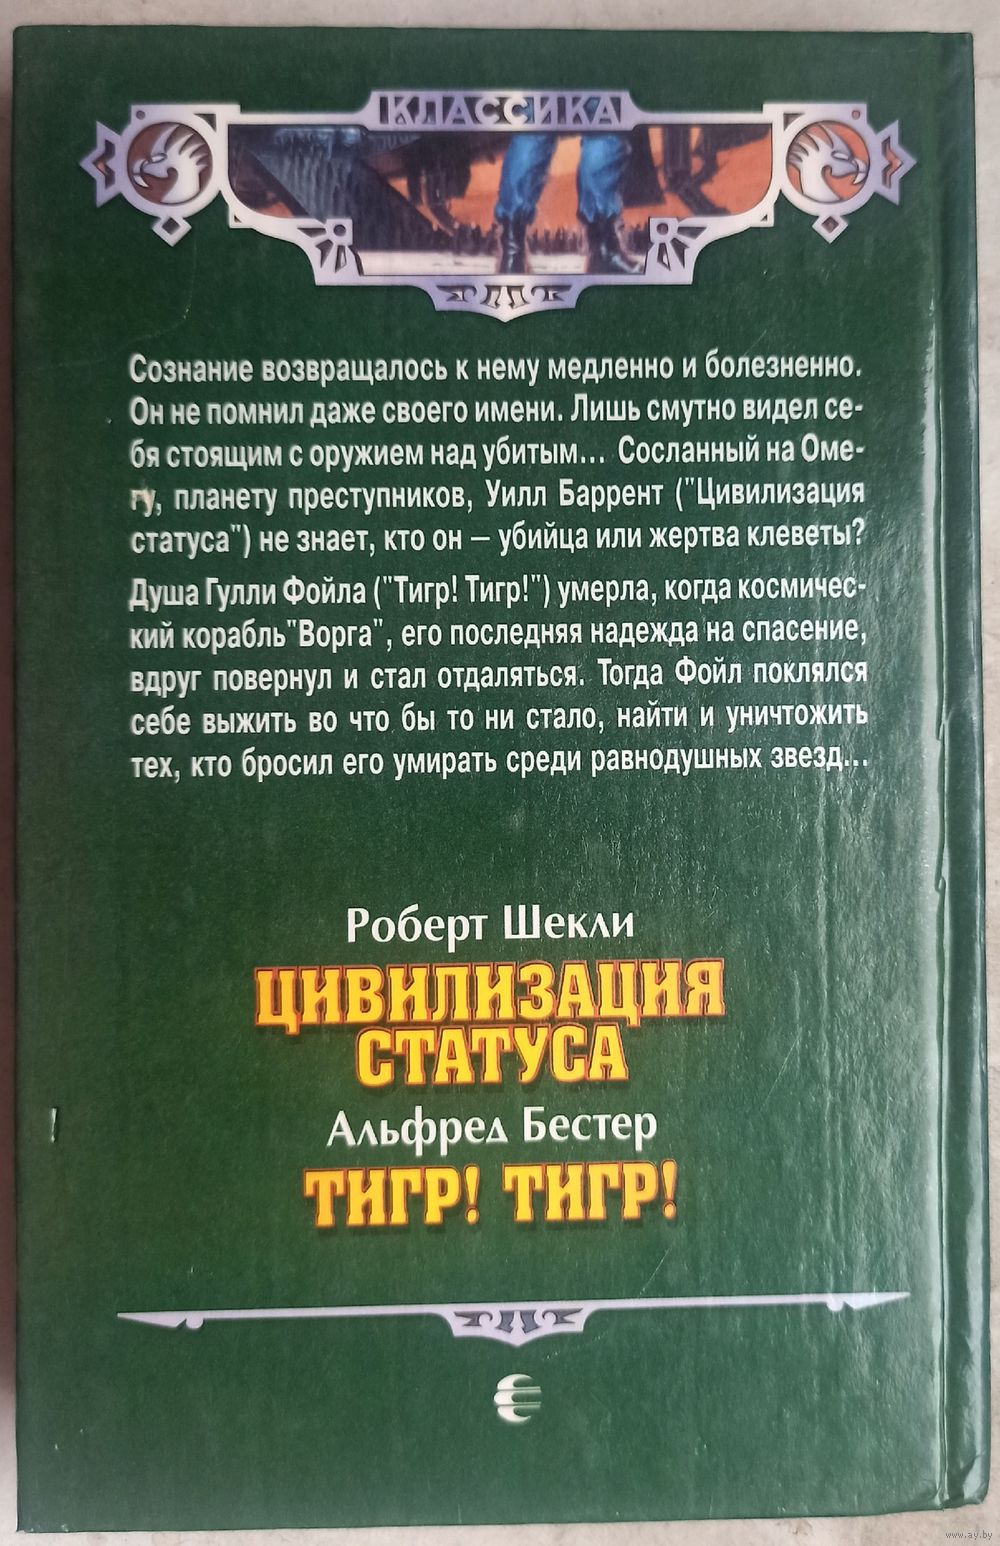 КЛАССИКА
Сознание возвращалось к нему медленно и болезненно.
Он не помнил даже своего имени. Лишь смутно видел се-
бя стоящим с оружием над убитым... Сосланный на Оме-
гу, планету преступников, Уилл Баррент ("Цивилизация
статуса") не знает, кто он – убийца или жертва клеветы?
Душа Гулли Фойла ("Тигр! Тигр!") умерла, когда космичес-
кий корабль"Ворга", его последняя надежда на спасение,
вдруг повернул и стал отдаляться. Тогда Фойл поклялся
себе выжить во что бы то ни стало, найти и уничтожить
тех, кто бросил его умирать среди равнодушных звезд...
Роберт Шекли
ЦИВИЛИЗАЦИЯ
СТАТУСА
Альфред Бестер
ТИГР! ТИГР!
www.ay.by